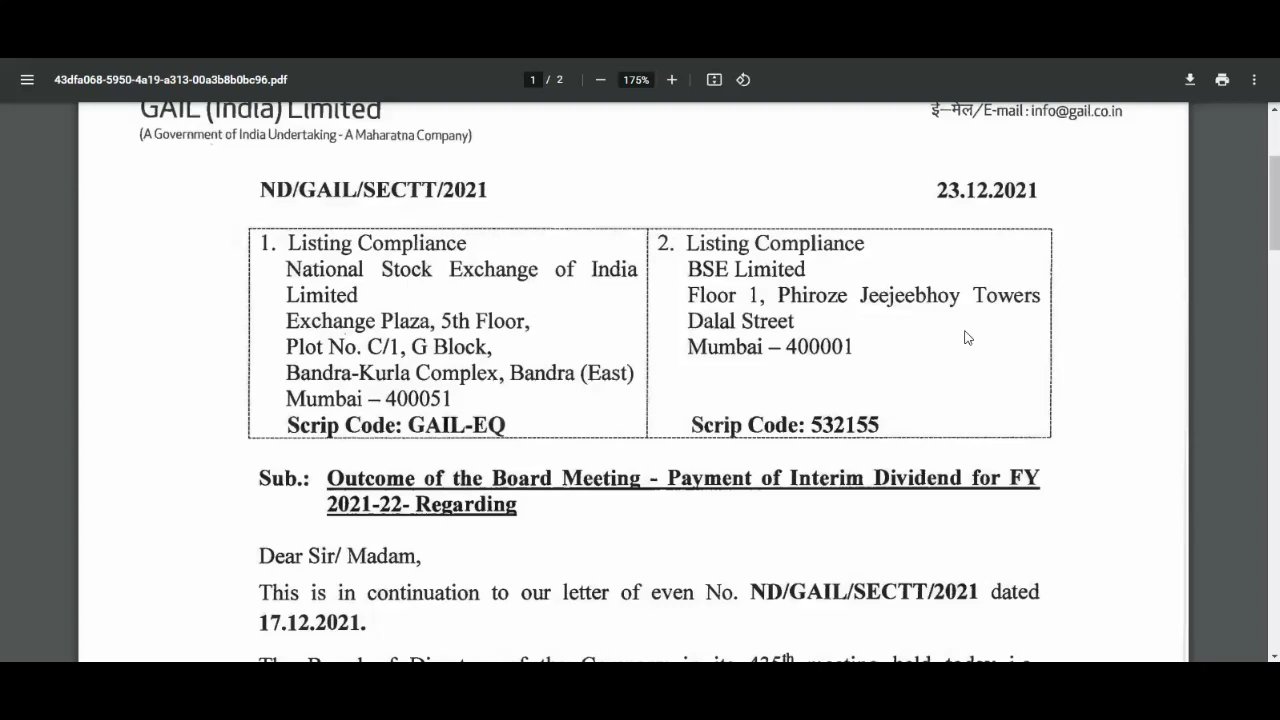 43dfa068-5950-4a19-a313-00a3b8b0bc96.pdf
1 / 2
175%
GAIL (India) Limited
ई–मेल/E-mail : info@gail.co.in
(A Government of India Undertaking - A Maharatna Company)
ND/GAIL/SECTT/2021
23.12.2021
1. Listing Compliance
National Stock Exchange of India
Limited
Exchange Plaza, 5th Floor,
Plot No. C/1, G Block,
Bandra-Kurla Complex, Bandra (East)
Mumbai – 400051
Scrip Code: GAIL-EQ
2. Listing Compliance
BSE Limited
Floor 1, Phiroze Jeejeebhoy Towers
Dalal Street
Mumbai – 400001
Scrip Code: 532155
Sub.: Outcome of the Board Meeting - Payment of Interim Dividend for FY
2021-22- Regarding
Dear Sir/ Madam,
This is in continuation to our letter of even No. ND/GAIL/SECTT/2021 dated
17.12.2021.